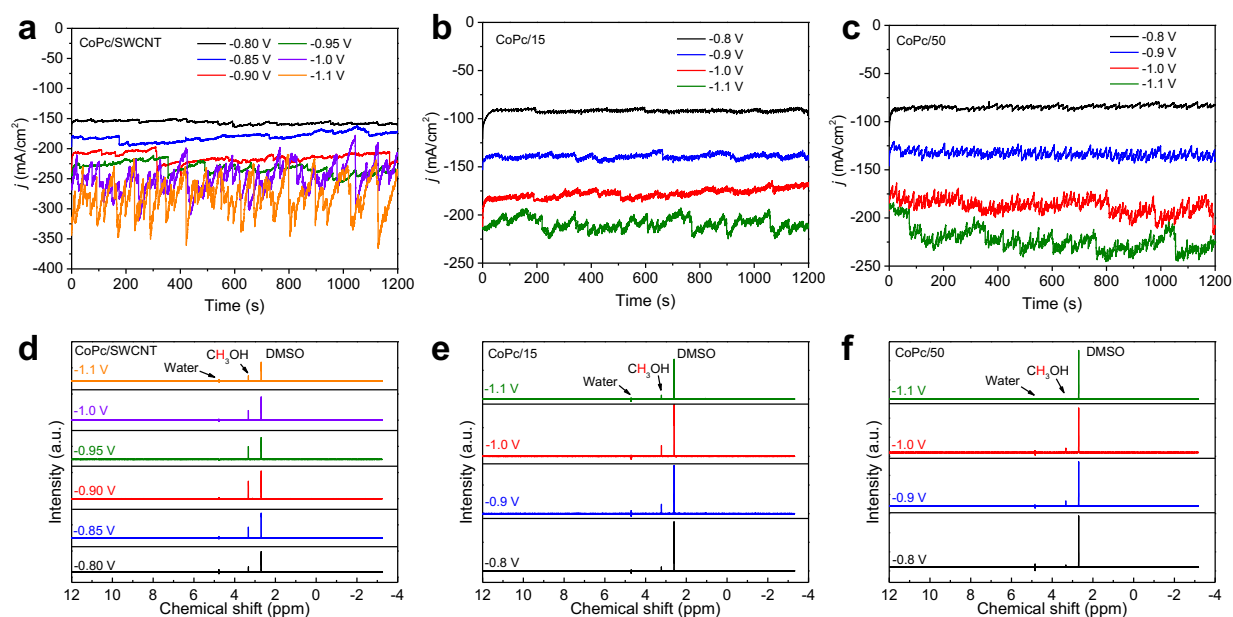 a
CoPc/SWCNT
-0.80 V
-0.85 V
-0.90 V
-0.95 V
-1.0 V
-1.1 V
j (mA/cm²)
0
-50
-100
-150
-200
-250
-300
-350
-400
0 200 400 600 800 1000 1200
Time (s)
b
CoPc/15
-0.8 V
-0.9 V
-1.0 V
-1.1 V
j (mA/cm²)
0
-50
-100
-150
-200
-250
0 200 400 600 800 1000 1200
Time (s)
c
CoPc/50
-0.8 V
-0.9 V
-1.0 V
-1.1 V
j (mA/cm²)
0
-50
-100
-150
-200
-250
0 200 400 600 800 1000 1200
Time (s)
d
CoPc/SWCNT
Water
CH₃OH
DMSO
-1.1 V
-1.0 V
-0.95 V
-0.90 V
-0.85 V
-0.80 V
Intensity (a.u.)
12 10 8 6 4 2 0 -2 -4
Chemical shift (ppm)
e
CoPc/15
Water
CH₃OH
DMSO
-1.1 V
-1.0 V
-0.9 V
-0.8 V
Intensity (a.u.)
12 10 8 6 4 2 0 -2 -4
Chemical shift (ppm)
f
CoPc/50
Water
CH₃OH
DMSO
-1.1 V
-1.0 V
-0.9 V
-0.8 V
Intensity (a.u.)
12 10 8 6 4 2 0 -2 -4
Chemical shift (ppm)